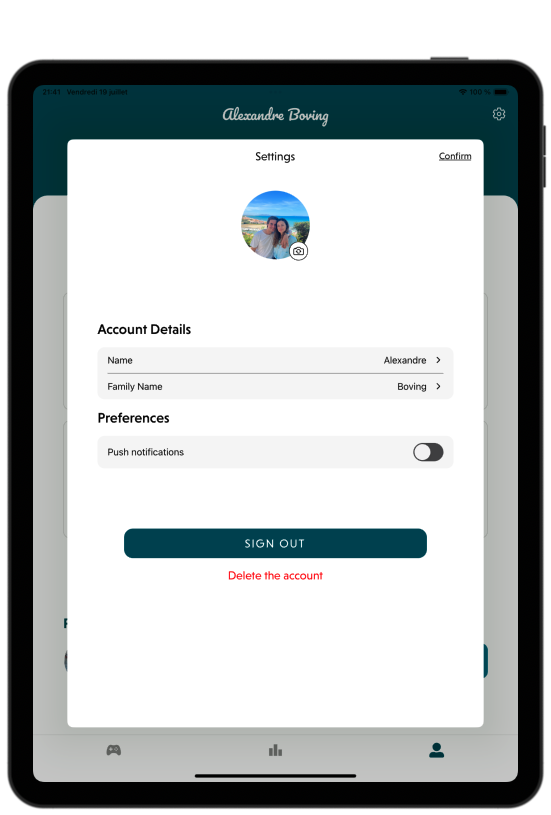 21:41 Vendredi 19 juillet
100 %
Alexandre Boving
Settings
Confirm
Account Details
Name
Alexandre
Family Name
Boving
Preferences
Push notifications
SIGN OUT
Delete the account